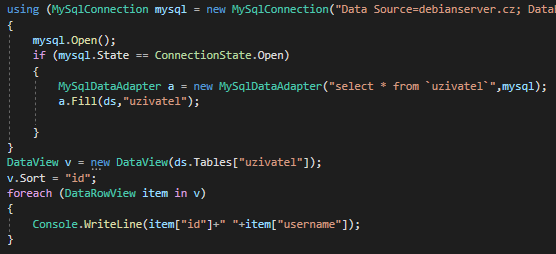 using (MySqlConnection mysql = new MySqlConnection("Data Source=debianserver.cz; Datal
{
mysql.Open();
if (mysql.State == ConnectionState.Open)
{
MySqlDataAdapter a = new MySqlDataAdapter("select * from `uzivatel`",mysql);
a.Fill(ds,"uzivatel");
}
}
DataView v = new DataView(ds.Tables["uzivatel"]);
v.Sort = "id";
foreach (DataRowView item in v)
{
Console.WriteLine(item["id"]+" "+item["username"]);
}